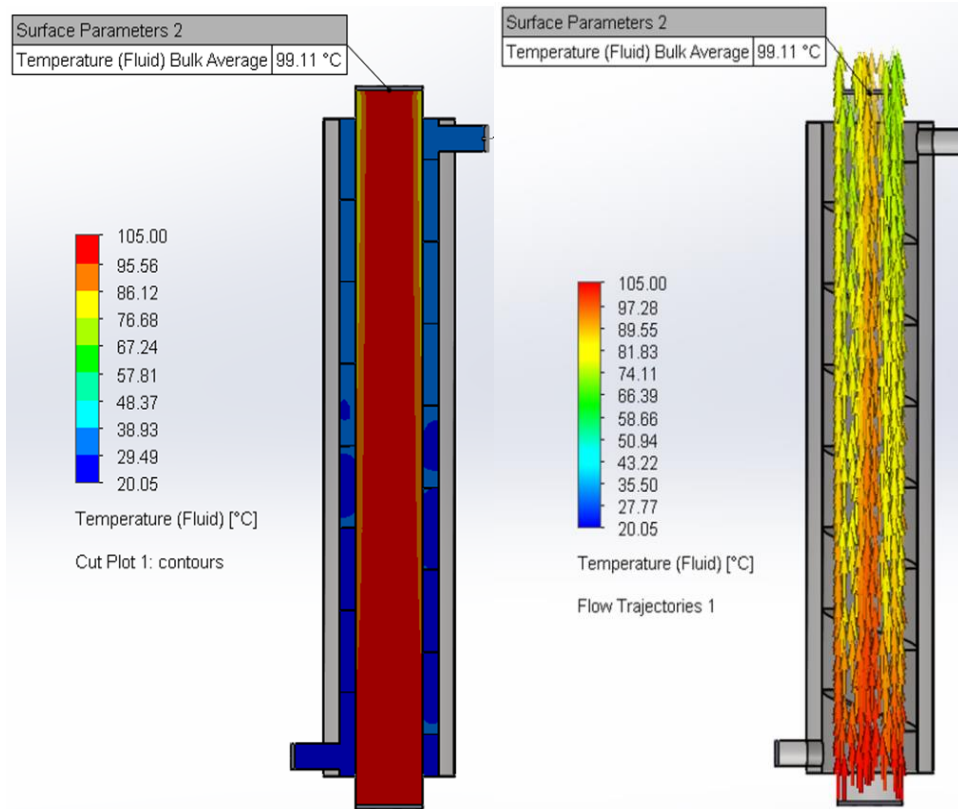 Surface Parameters 2
Temperature (Fluid) Bulk Average 99.11 °C
105.00
95.56
86.12
76.68
67.24
57.81
48.37
38.93
29.49
20.05
Temperature (Fluid) [°C]
Cut Plot 1: contours
Surface Parameters 2
Temperature (Fluid) Bulk Average 99.11 °C
105.00
97.28
89.55
81.83
74.11
66.39
58.66
50.94
43.22
35.50
27.77
20.05
Temperature (Fluid) [°C]
Flow Trajectories 1